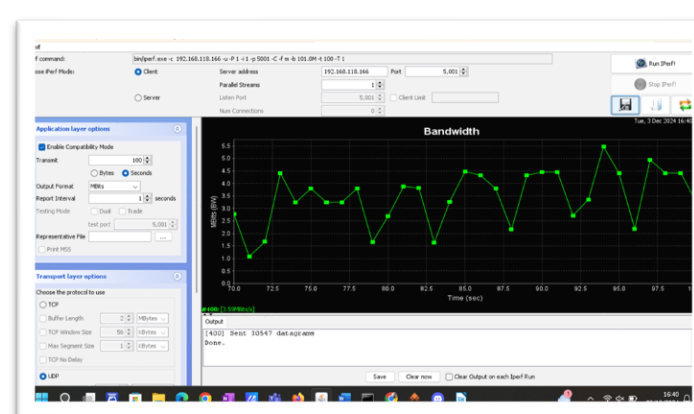 bin/iperf.exe -c 192.168.118.166 -u -P 1 -i 1 -p 5001 -C -f m -b 101.0M -t 100 -T 1
Client
Server address
192.168.118.166
Port
5,001
Run IPerf!
Parallel Streams
1
Stop IPerf!
Server
Listen Port
5,001
Client Limit
Num Connections
0
Tue, 3 Dec 2024 16:40
Application layer options
Enable Compatibility Mode
Transmit
100
Bytes
Seconds
Output Format
MBits
Report Interval
1
seconds
Testing Mode
Dual
Trade
test port
5,001
Representative File
...
Print MSS
Bandwidth
MBits (BW)
5.5
5.0
4.5
4.0
3.5
3.0
2.5
2.0
1.5
1.0
0.5
0.0
70.0 72.5 75.0 77.5 80.0 82.5 85.0 87.5 90.0 92.5 95.0 97.5
Time (sec)
Transport layer options
Choose the protocol to use
TCP
Buffer Length
2
MBytes
TCP Window Size
56
KBytes
Max Segment Size
1
KBytes
TCP No Delay
UDP
Output
[400] Sent 30547 datagrams
Done.
Save
Clear now
Clear Output on each Iperf Run
16:40